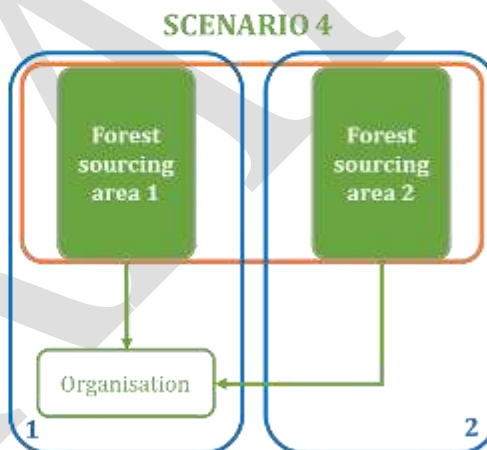 SCENARIO 4
Forest
sourcing
area 1
Forest
sourcing
area 2
Organisation
1
2